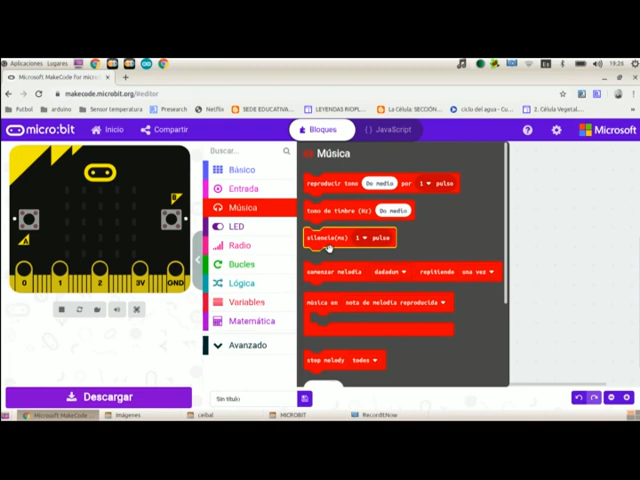 Aplicaciones Lugares
Es
19:28
Microsoft MakeCode for micro:b
makecode.microbit.org/#editor
Futbol
arduino
Sensor temperatura
Presearch
Netflix
SEDE EDUCATIVA...
LEYENDAS RIOPL...
La Célula: SECCIÓN...
ciclo del agua - Cu...
2. Célula Vegetal...
micro:bit
Inicio
Compartir
Bloques
JavaScript
Microsoft
Buscar...
Básico
Entrada
Música
LED
Radio
Bucles
Lógica
Variables
Matemática
Avanzado
Música
reproducir tono Do medio por 1 pulso
tono de timbre (Hz) Do medio
silencio(ms) 1 pulso
comenzar melodía dadadum repitiendo una vez
música en nota de melodía reproducida
stop melody todos
A
B
0 1 2 3V GND
Descargar
Sin título
Microsoft MakeCode for mic...
Imágenes
ceibal
MICROBIT
RecordItNow